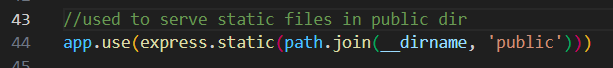 43 //used to serve static files in public dir
44 app.use(express.static(path.join(__dirname, 'public')))
45